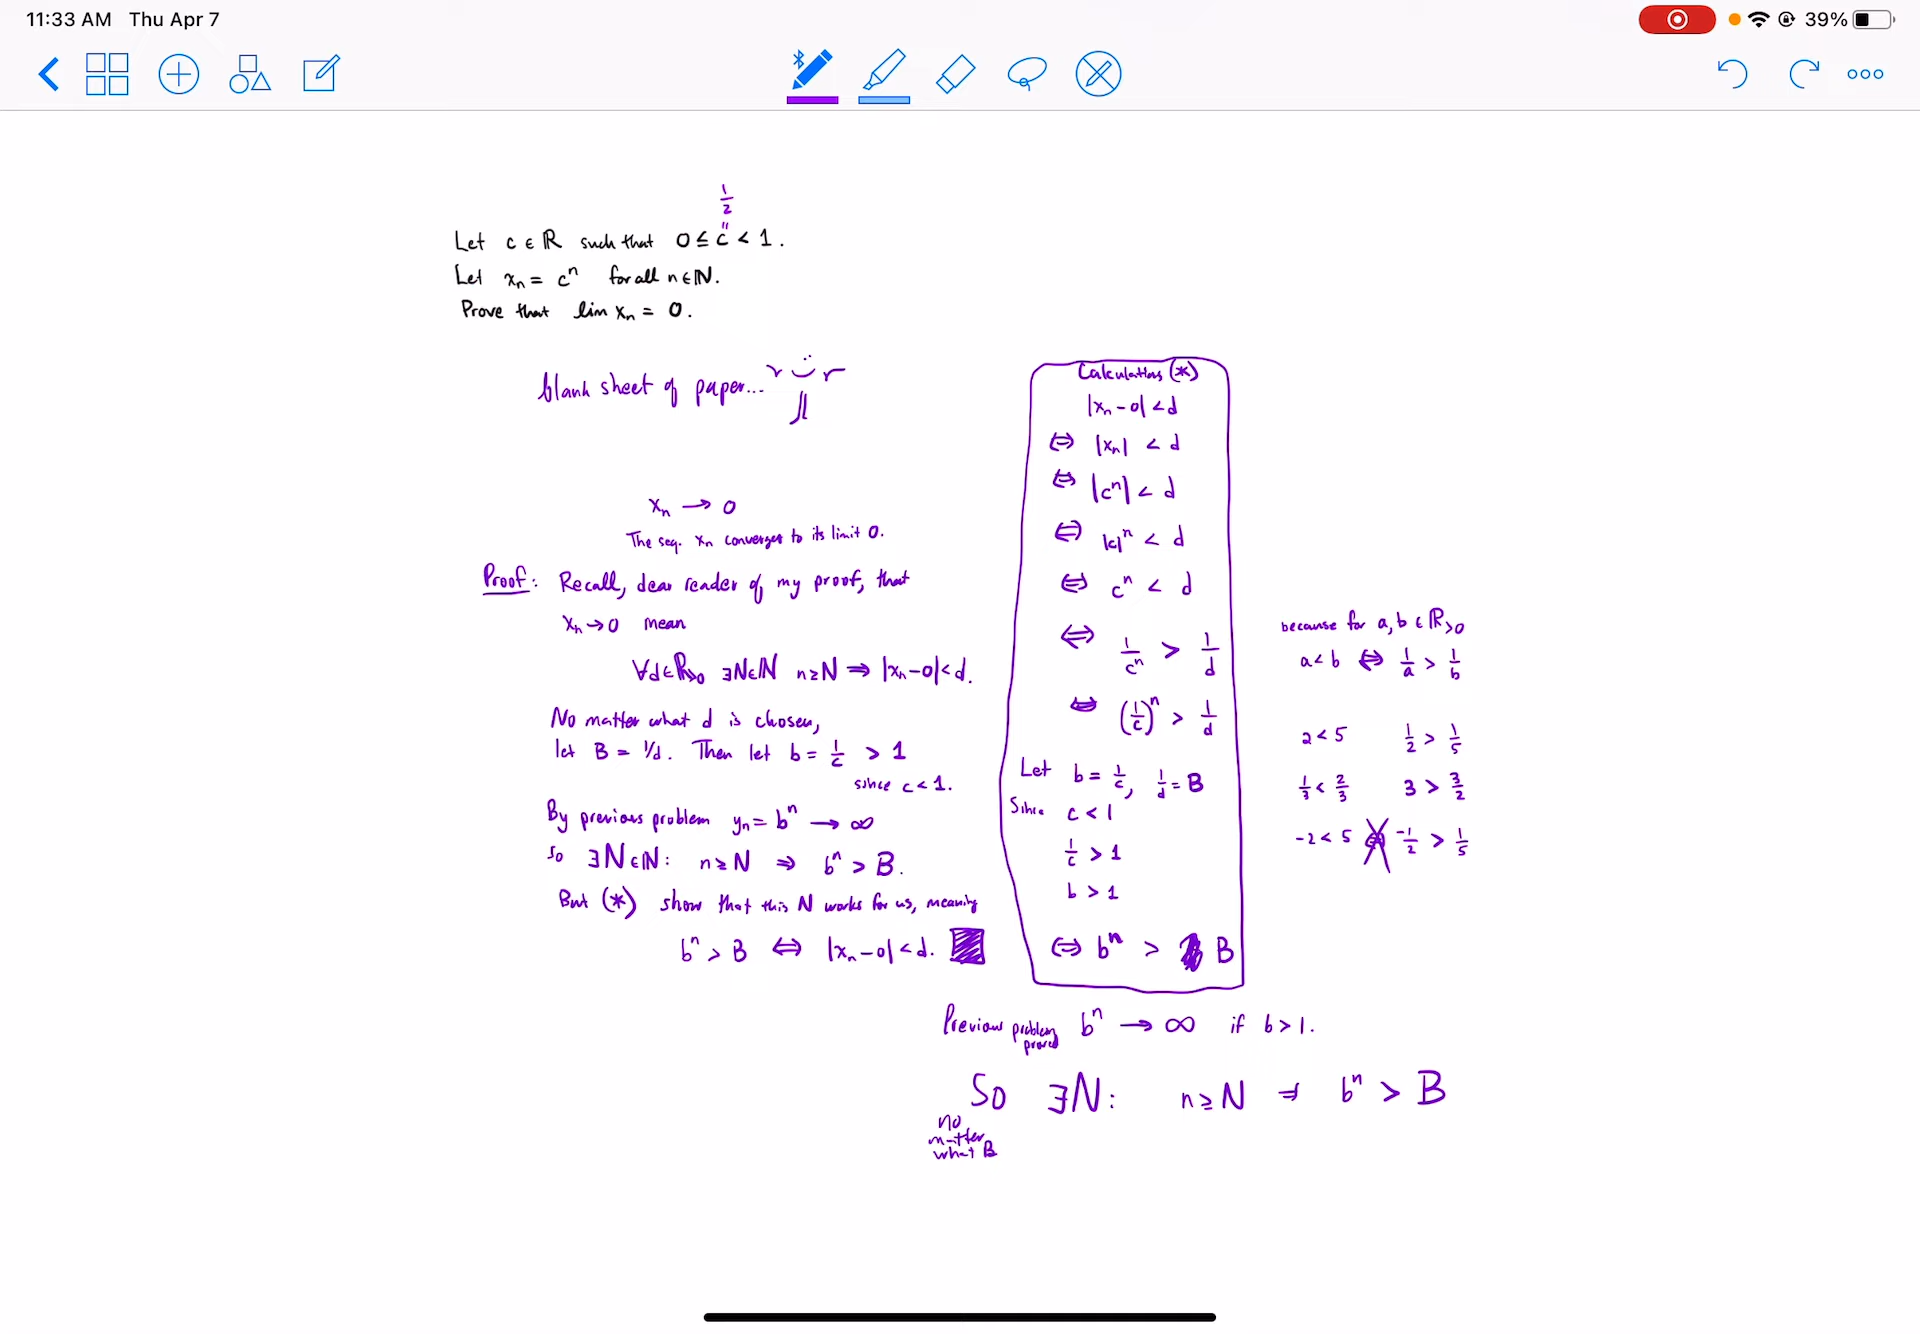 11:33 AM Thu Apr 7
39%
1/2
"
Let c ∈ ℝ such that 0 ≤ c < 1.
Let xₙ = cⁿ for all n ∈ ℕ.
Prove that lim xₙ = 0.
blank sheet of paper...
xₙ → 0
The seq. xₙ converges to its limit 0.
Proof: Recall, dear reader of my proof, that
xₙ → 0 mean
∀d∈ℝ>0 ∃N∈ℕ n≥N ⇒ |xₙ-0|<d.
No matter what d is chosen,
let B = 1/d. Then let b = 1/c > 1
since c < 1.
By previous problem yₙ = bⁿ → ∞
so ∃N∈ℕ: n≥N ⇒ bⁿ > B.
But (*) show that this N works for us, meaning
bⁿ > B ⇔ |xₙ-0| < d.
Calculations (*)
|xₙ-0| < d
⇔ |xₙ| < d
⇔ |cⁿ| < d
⇔ |c|ⁿ < d
⇔ cⁿ < d
⇔ 1/cⁿ > 1/d
⇔ (1/c)ⁿ > 1/d
Let b = 1/c, 1/d = B
Since c < 1
1/c > 1
b > 1
⇔ bⁿ > B
because for a, b ∈ ℝ>0
a < b ⇔ 1/a > 1/b
2 < 5 1/2 > 1/5
1/3 < 2/3 3 > 3/2
-2 < 5 ⇔ -1/2 > 1/5
Previous problem proved bⁿ → ∞ if b > 1.
So ∃N: n≥N ⇒ bⁿ > B
no
matter
what B